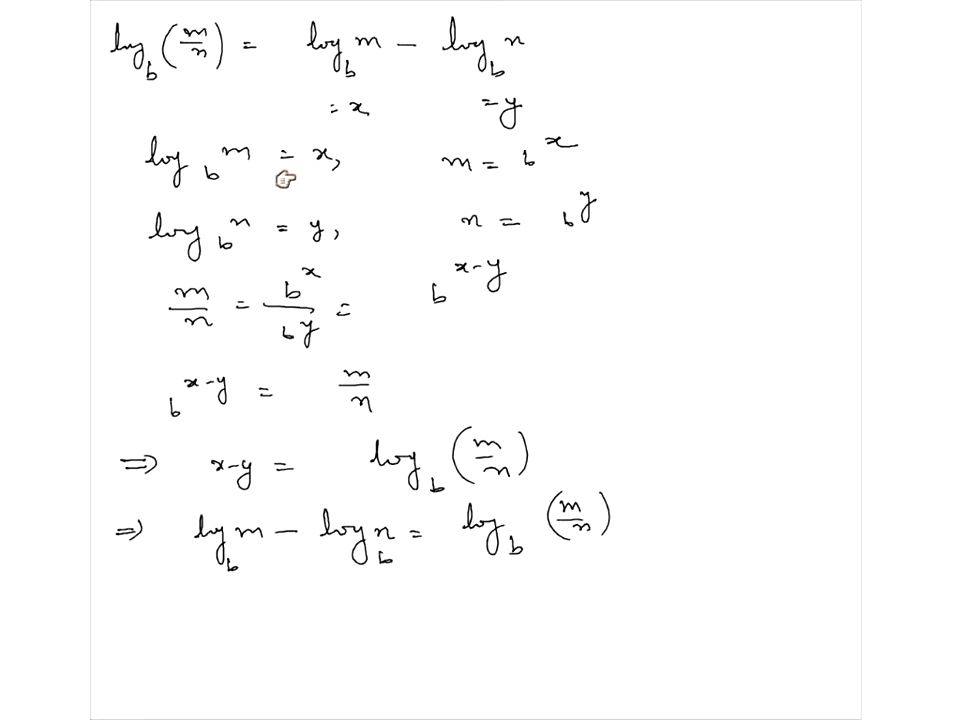 log_b (m/n) = log_b m - log_b n
= x = y
log_b m = x, m = b^x
log_b n = y, n = b^y
m/n = b^x/b^y = b^(x-y)
b^(x-y) = m/n
⇒ x-y = log_b (m/n)
⇒ log_b m - log_b n = log_b (m/n)